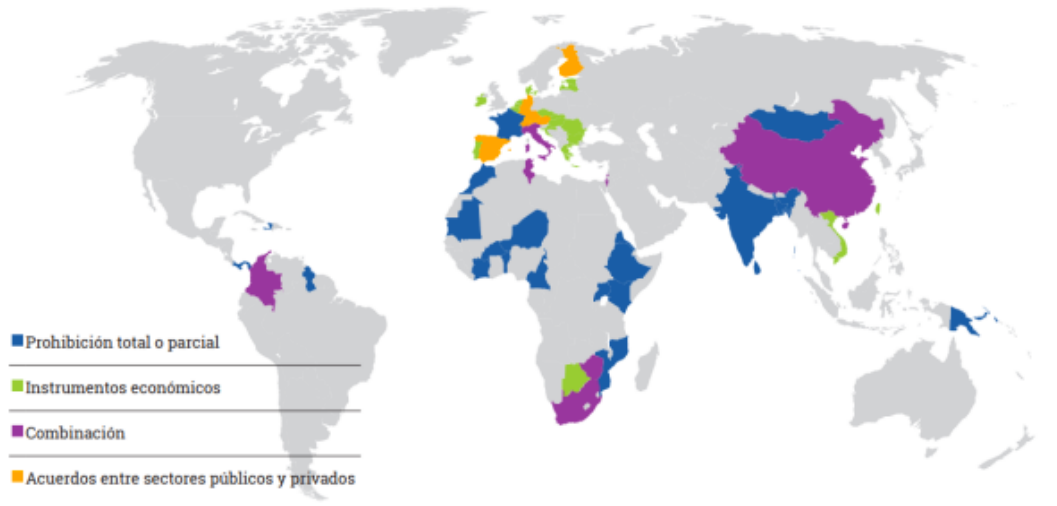 Prohibición total o parcial
Instrumentos económicos
Combinación
Acuerdos entre sectores públicos y privados